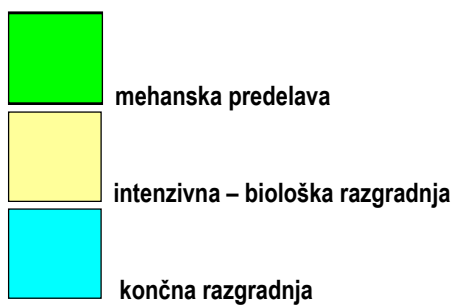 mehanska predelava
intenzivna – biološka razgradnja
končna razgradnja